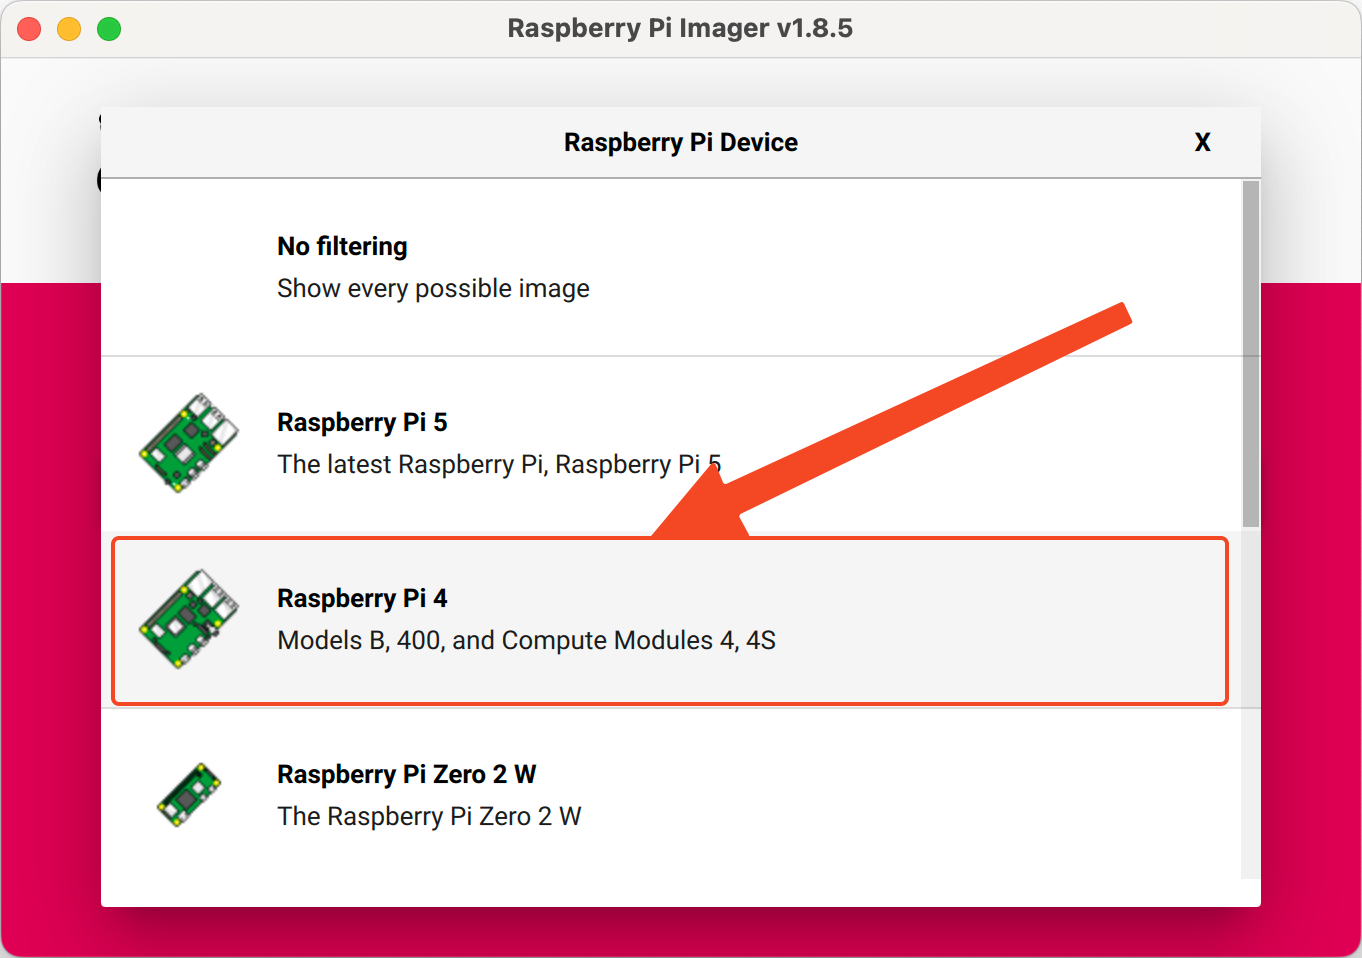 Raspberry Pi Imager v1.8.5
Raspberry Pi Device
X
No filtering
Show every possible image
Raspberry Pi 5
The latest Raspberry Pi, Raspberry Pi 5
Raspberry Pi 4
Models B, 400, and Compute Modules 4, 4S
Raspberry Pi Zero 2 W
The Raspberry Pi Zero 2 W